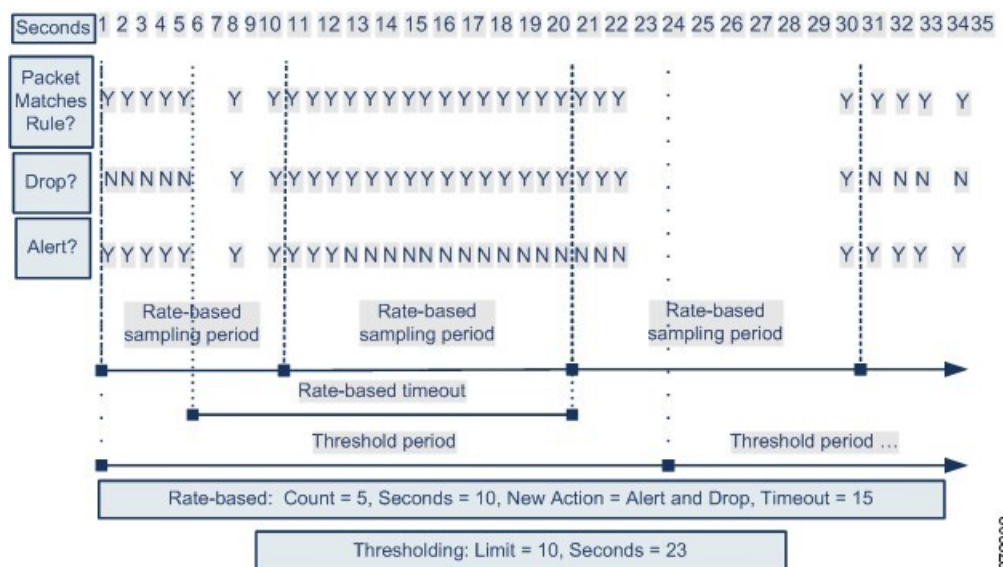 Seconds 1 2 3 4 5 6 7 8 9 10 11 12 13 14 15 16 17 18 19 20 21 22 23 24 25 26 27 28 29 30 31 32 33 34 35
Packet
Matches
Rule?
Y Y Y Y Y Y Y Y Y Y Y Y Y Y Y Y Y Y Y Y Y Y Y Y Y Y Y Y Y Y
Drop?
N N N N N Y Y Y Y Y Y Y Y Y Y Y Y Y Y Y Y Y Y Y Y Y N N N N
Alert?
Y Y Y Y Y Y Y Y Y Y N N N N N N N N N N N N N N N Y Y Y Y Y
Rate-based
sampling period
Rate-based
sampling period
Rate-based
sampling period
Rate-based timeout
Threshold period
Threshold period ...
Rate-based: Count = 5, Seconds = 10, New Action = Alert and Drop, Timeout = 15
Thresholding: Limit = 10, Seconds = 23